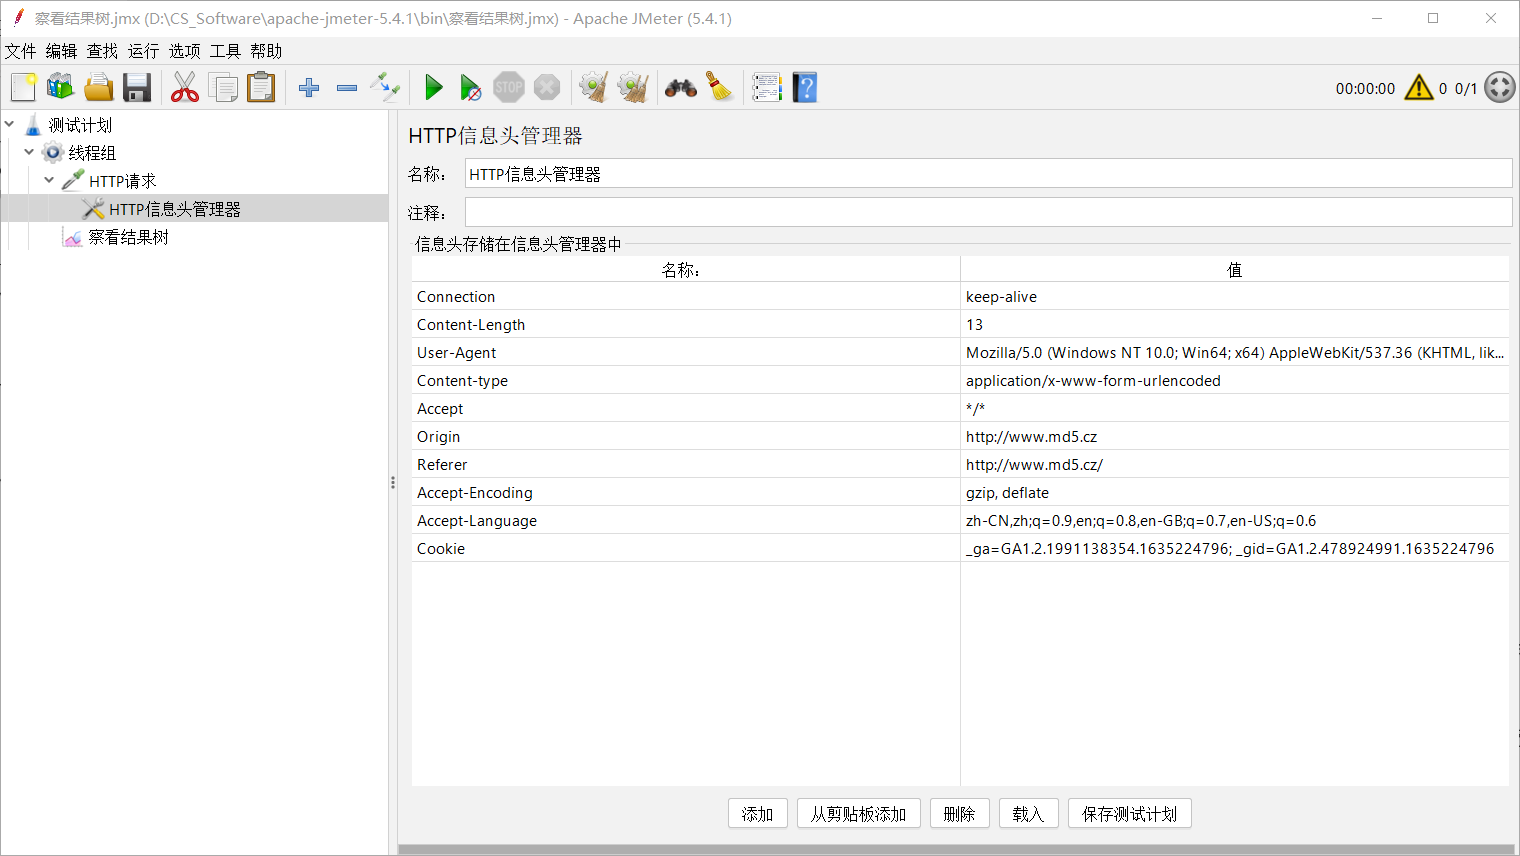 察看结果树.jmx (D:\CS_Software\apache-jmeter-5.4.1\bin\察看结果树.jmx) - Apache JMeter (5.4.1)
文件 编辑 查找 运行 选项 工具 帮助
STOP 00:00:00 0 0/1
测试计划
线程组
HTTP请求
HTTP信息头管理器
察看结果树
HTTP信息头管理器
名称： HTTP信息头管理器
注释：
信息头存储在信息头管理器中
名称： 值
Connection keep-alive
Content-Length 13
User-Agent Mozilla/5.0 (Windows NT 10.0; Win64; x64) AppleWebKit/537.36 (KHTML, lik...
Content-type application/x-www-form-urlencoded
Accept */*
Origin http://www.md5.cz
Referer http://www.md5.cz/
Accept-Encoding gzip, deflate
Accept-Language zh-CN,zh;q=0.9,en;q=0.8,en-GB;q=0.7,en-US;q=0.6
Cookie _ga=GA1.2.1991138354.1635224796; _gid=GA1.2.478924991.1635224796
添加 从剪贴板添加 删除 载入 保存测试计划